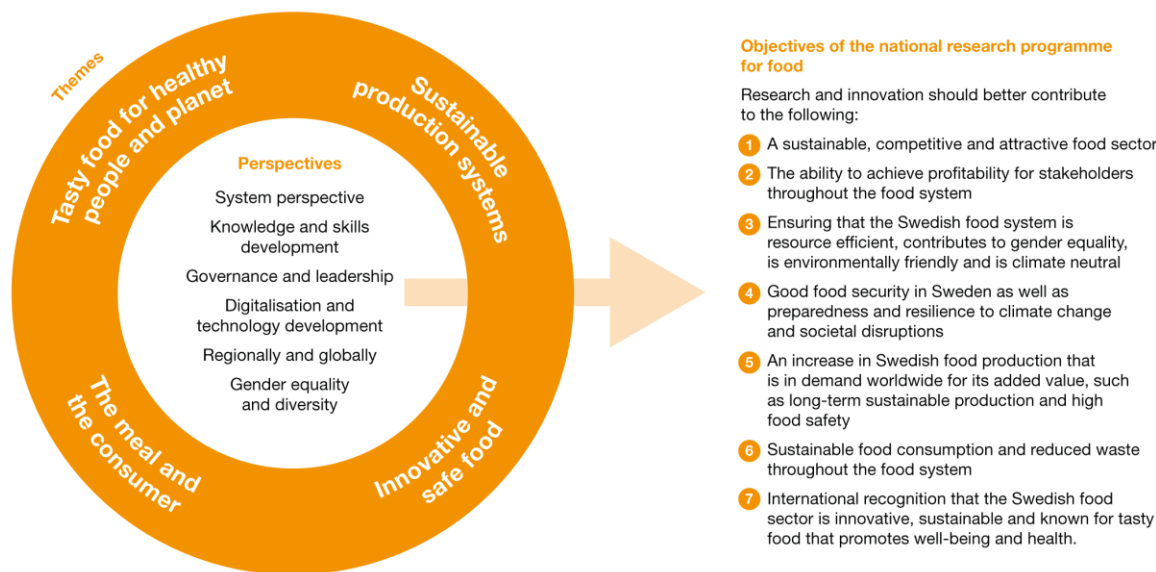 Themes
Tasty food for healthy
people and planet
Sustainable
production systems
The meal and
the consumer
Innovative and
safe food
Perspectives
System perspective
Knowledge and skills
development
Governance and leadership
Digitalisation and
technology development
Regionally and globally
Gender equality
and diversity
Objectives of the national research programme
for food
Research and innovation should better contribute
to the following:
1 A sustainable, competitive and attractive food sector
2 The ability to achieve profitability for stakeholders
throughout the food system
3 Ensuring that the Swedish food system is
resource efficient, contributes to gender equality,
is environmentally friendly and is climate neutral
4 Good food security in Sweden as well as
preparedness and resilience to climate change
and societal disruptions
5 An increase in Swedish food production that
is in demand worldwide for its added value, such
as long-term sustainable production and high
food safety
6 Sustainable food consumption and reduced waste
throughout the food system
7 International recognition that the Swedish food
sector is innovative, sustainable and known for tasty
food that promotes well-being and health.